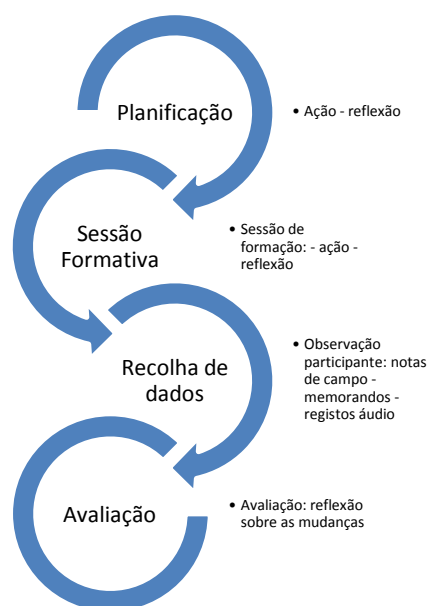 Planificação
• Ação - reflexão
Sessão
Formativa
• Sessão de
formação: - ação -
reflexão
Recolha de
dados
• Observação
participante: notas
de campo -
memorandos -
registos áudio
Avaliação
• Avaliação: reflexão
sobre as mudanças